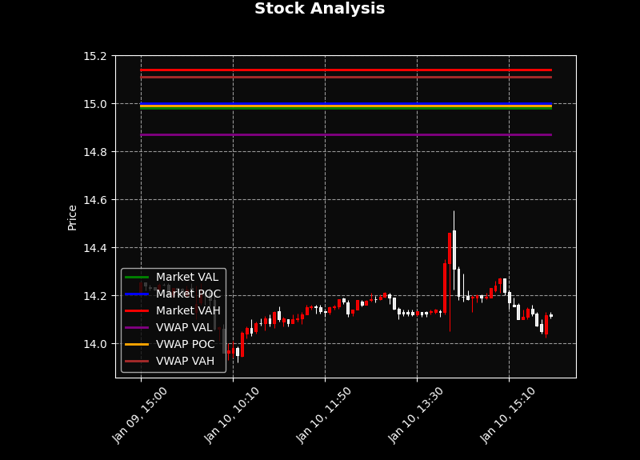 Stock Analysis
15.2
15.0
14.8
14.6
14.4
14.2
14.0
Price
Market VAL
Market POC
Market VAH
VWAP VAL
VWAP POC
VWAP VAH
Jan 09, 15:00
Jan 10, 10:10
Jan 10, 11:50
Jan 10, 13:30
Jan 10, 15:10